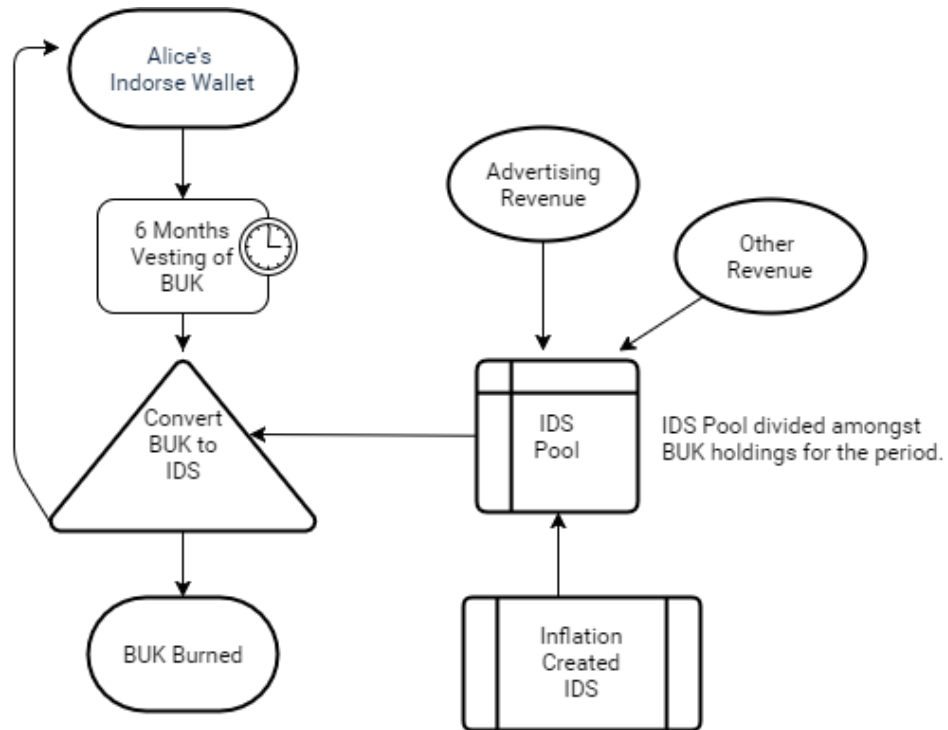 Alice's
Indorse Wallet
6 Months
Vesting of
BUK
Advertising
Revenue
Other
Revenue
Convert
BUK to
IDS
IDS
Pool
IDS Pool divided amongst
BUK holdings for the period.
BUK Burned
Inflation
Created
IDS